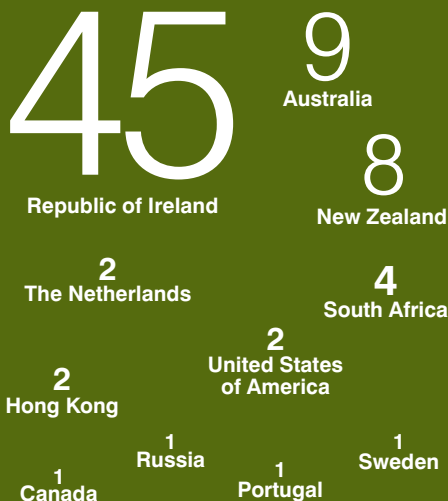 45
Republic of Ireland
9
Australia
8
New Zealand
2
The Netherlands
4
South Africa
2
United States
of America
2
Hong Kong
1
Russia
1
Sweden
1
Portugal
1
Canada